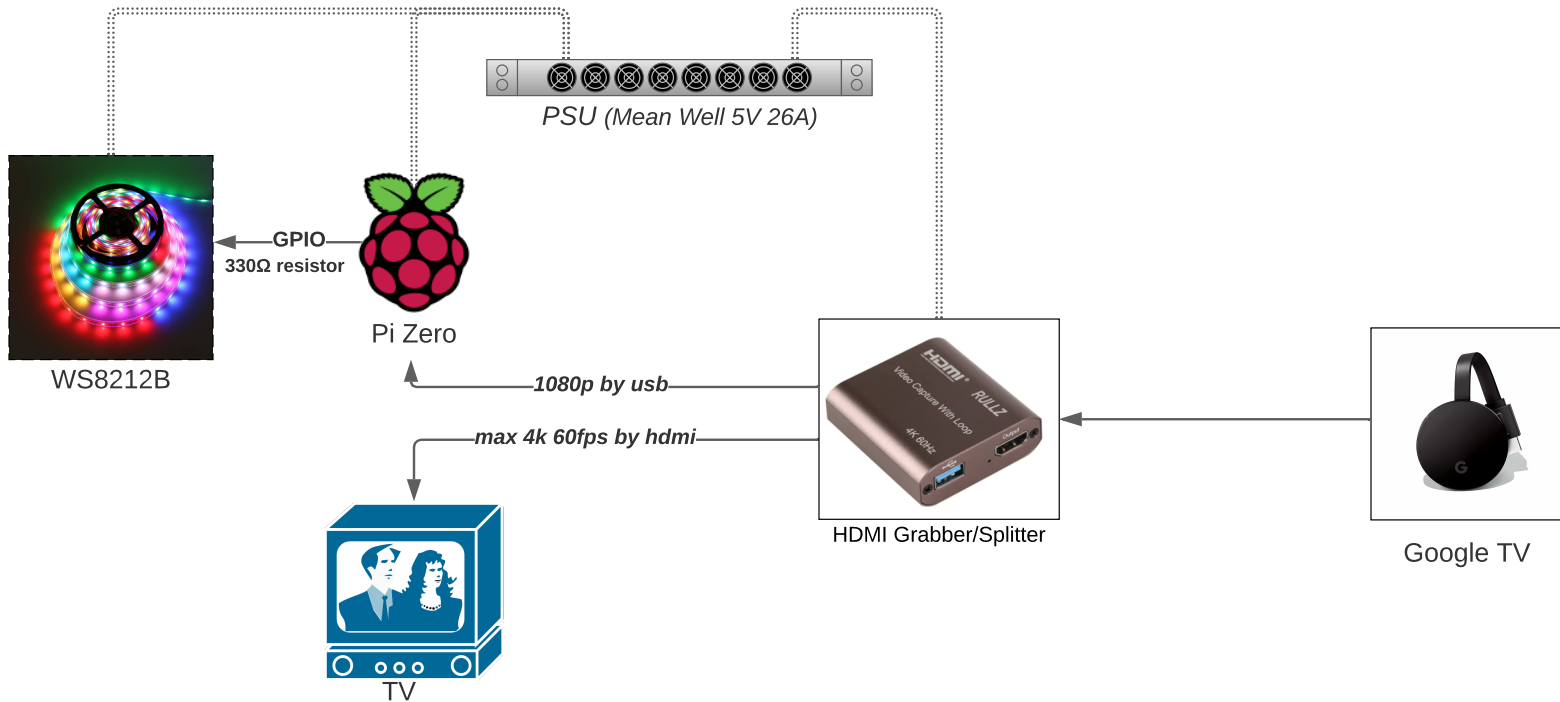 PSU (Mean Well 5V 26A)
GPIO
330Ω resistor
Pi Zero
WS8212B
1080p by usb
max 4k 60fps by hdmi
HDMI
Video Capture With Loop
RULLZ
4K 60Hz
Output
HDMI Grabber/Splitter
G
Google TV
TV